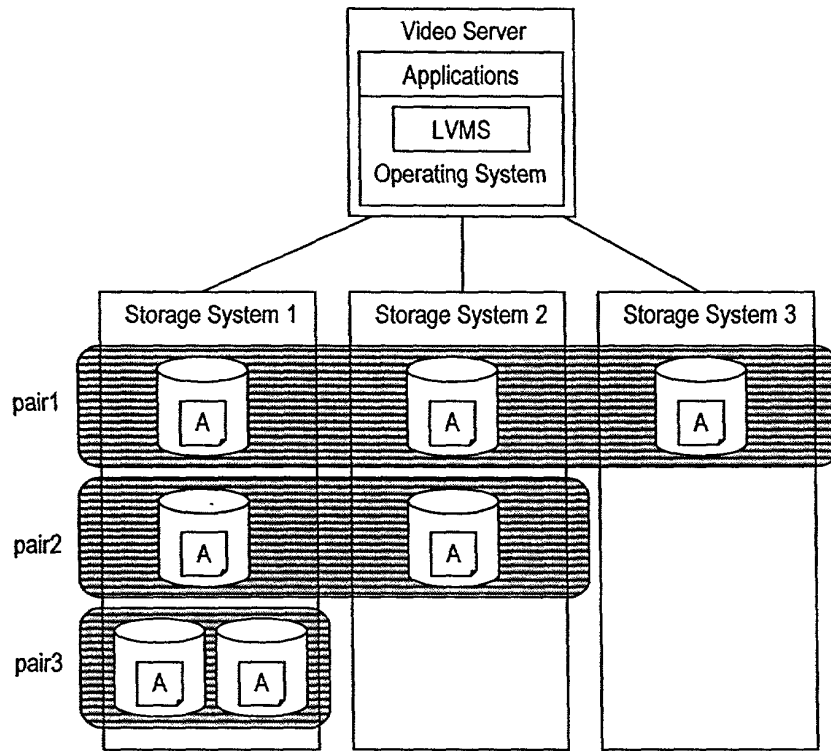 Video Server
Applications
LVMS
Operating System
Storage System 1
Storage System 2
Storage System 3
pair1
A
A
A
pair2
A
A
pair3
A
A